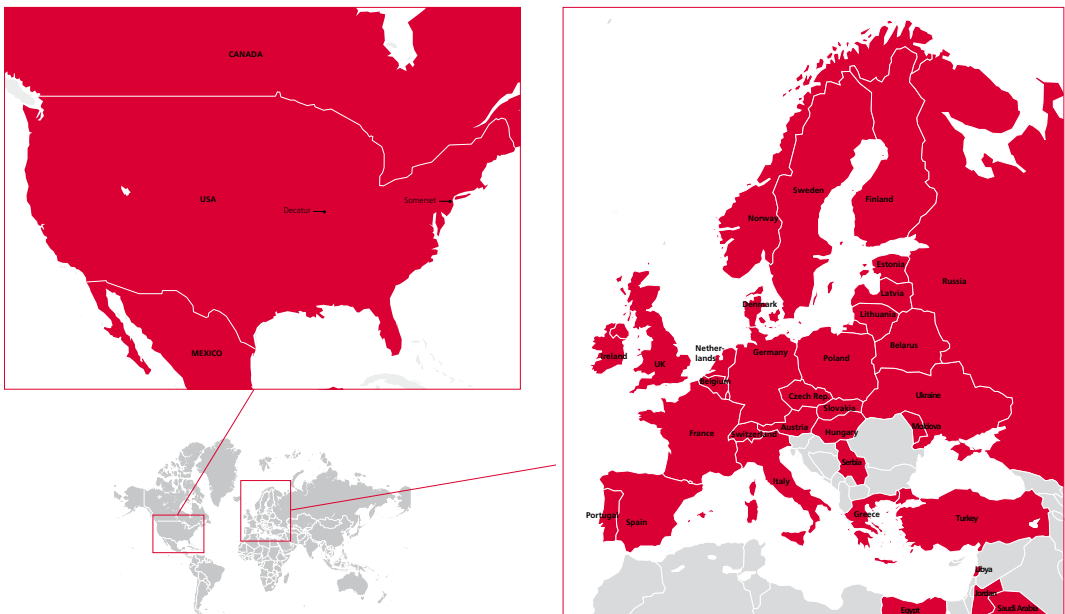 CANADA
USA
Decatur
Somerset
MEXICO
Sweden
Finland
Norway
Estonia
Russia
Latvia
Denmark
Lithuania
Belarus
Ireland
UK
Nether-
lands
Germany
Poland
Belgium
Czech Rep.
Ukraine
Slovakia
France
Switzerland
Austria
Hungary
Moldova
Serbia
Italy
Portugal
Spain
Greece
Turkey
Libya
Jordan
Egypt
Saudi Arabia